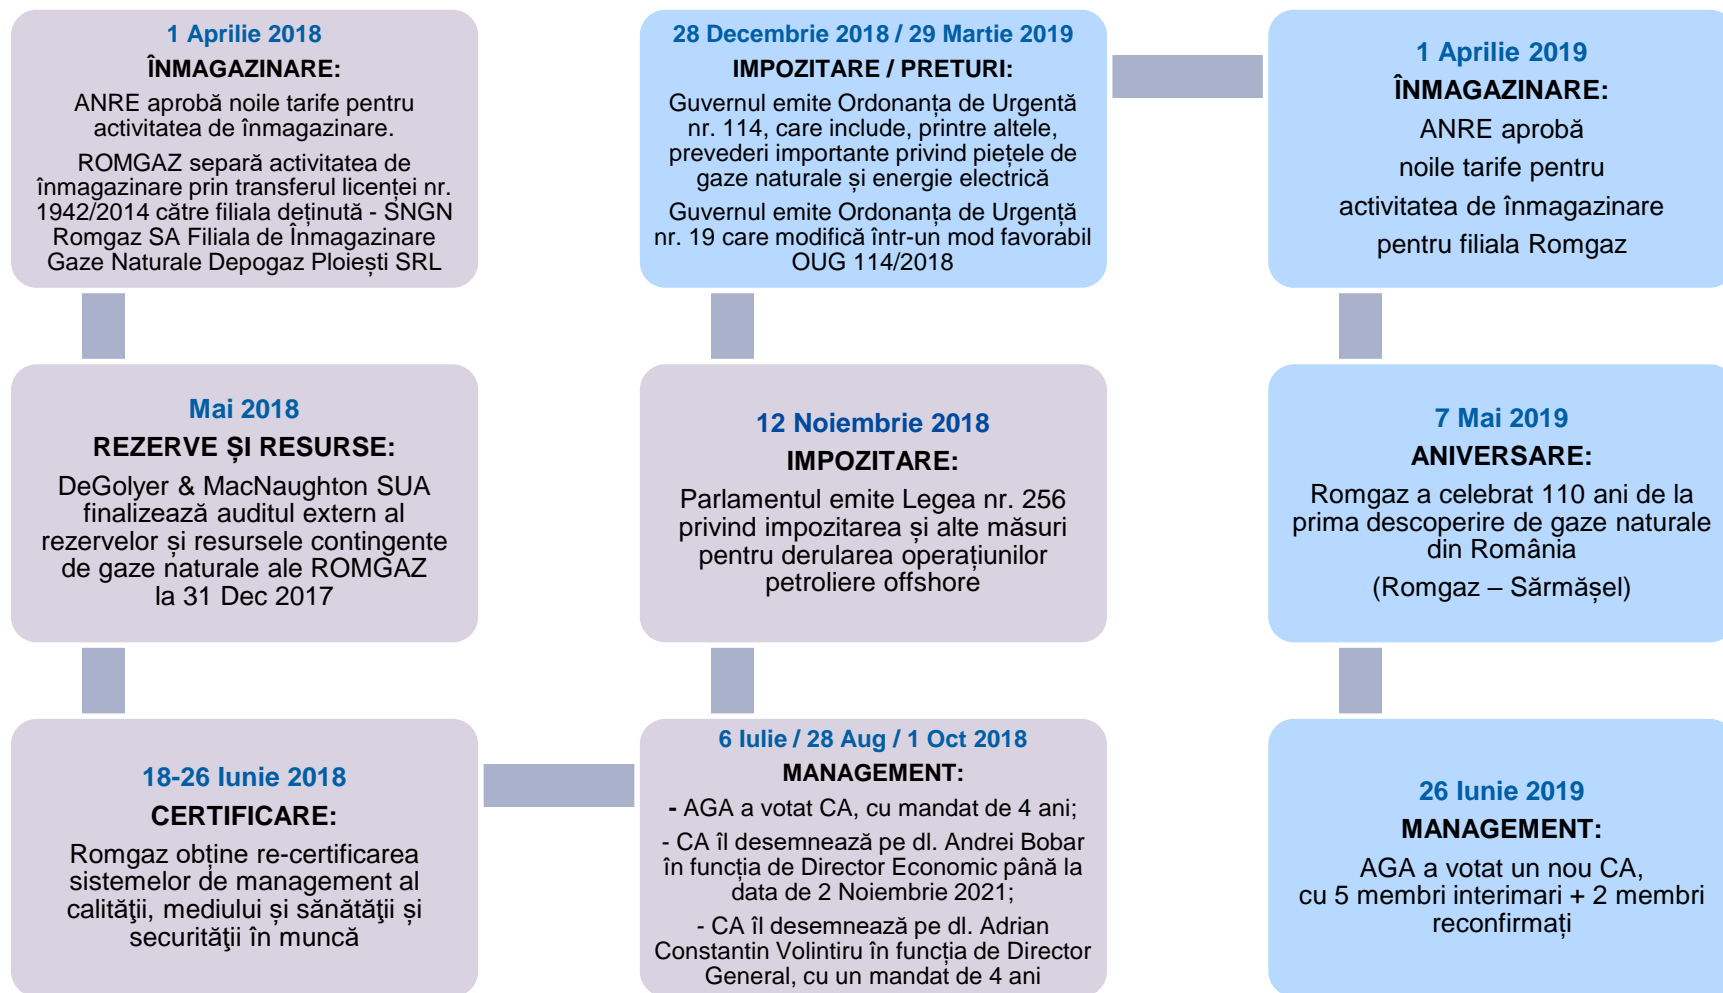 1 Aprilie 2018
ÎNMAGAZINARE:
ANRE aprobă noile tarife pentru
activitatea de înmagazinare.
ROMGAZ separă activitatea de
înmagazinare prin transferul licenței nr.
1942/2014 către filiala deținută - SNGN
Romgaz SA Filiala de Înmagazinare
Gaze Naturale Depogaz Ploiești SRL
Mai 2018
REZERVE ȘI RESURSE:
DeGolyer & MacNaughton SUA
finalizează auditul extern al
rezervelor și resursele contingente
de gaze naturale ale ROMGAZ
la 31 Dec 2017
18-26 Iunie 2018
CERTIFICARE:
Romgaz obține re-certificarea
sistemelor de management al
calităţii, mediului și sănătăţii și
securităţii în muncă
6 Iulie / 28 Aug / 1 Oct 2018
MANAGEMENT:
- AGA a votat CA, cu mandat de 4 ani;
- CA îl desemnează pe dl. Andrei Bobar
în funcția de Director Economic până la
data de 2 Noiembrie 2021;
- CA îl desemnează pe dl. Adrian
Constantin Volintiru în funcția de Director
General, cu un mandat de 4 ani
12 Noiembrie 2018
IMPOZITARE:
Parlamentul emite Legea nr. 256
privind impozitarea și alte măsuri
pentru derularea operațiunilor
petroliere offshore
28 Decembrie 2018 / 29 Martie 2019
IMPOZITARE / PRETURI:
Guvernul emite Ordonanța de Urgentă
nr. 114, care include, printre altele,
prevederi importante privind piețele de
gaze naturale și energie electrică
Guvernul emite Ordonanța de Urgență
nr. 19 care modifică într-un mod favorabil
OUG 114/2018
1 Aprilie 2019
ÎNMAGAZINARE:
ANRE aprobă
noile tarife pentru
activitatea de înmagazinare
pentru filiala Romgaz
7 Mai 2019
ANIVERSARE:
Romgaz a celebrat 110 ani de la
prima descoperire de gaze naturale
din România
(Romgaz – Sărmășel)
26 Iunie 2019
MANAGEMENT:
AGA a votat un nou CA,
cu 5 membri interimari + 2 membri
reconfirmați